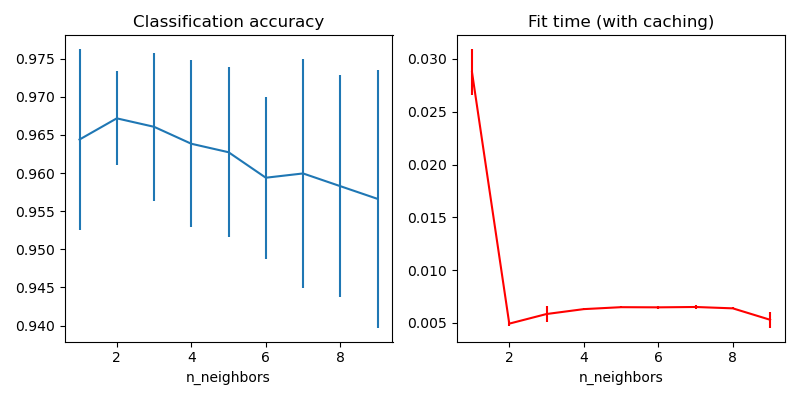 Classification accuracy
0.975
0.970
0.965
0.960
0.955
0.950
0.945
0.940
2 4 6 8
n_neighbors
Fit time (with caching)
0.030
0.025
0.020
0.015
0.010
0.005
2 4 6 8
n_neighbors